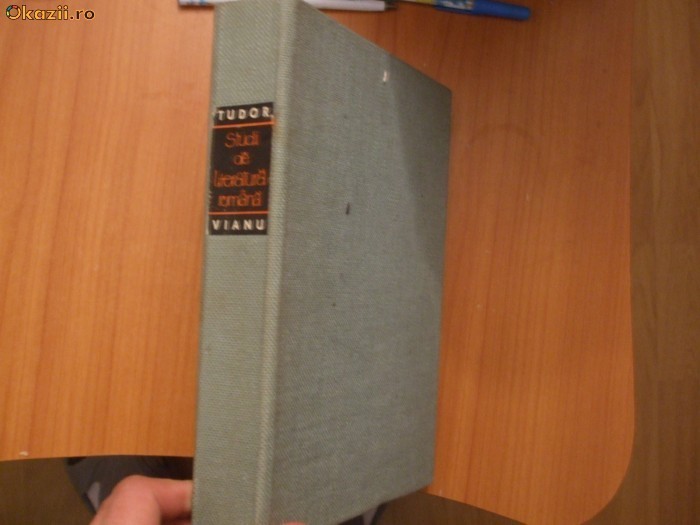 Okazii.ro
TUDOR
Studii
de
literatură
română
VIANU